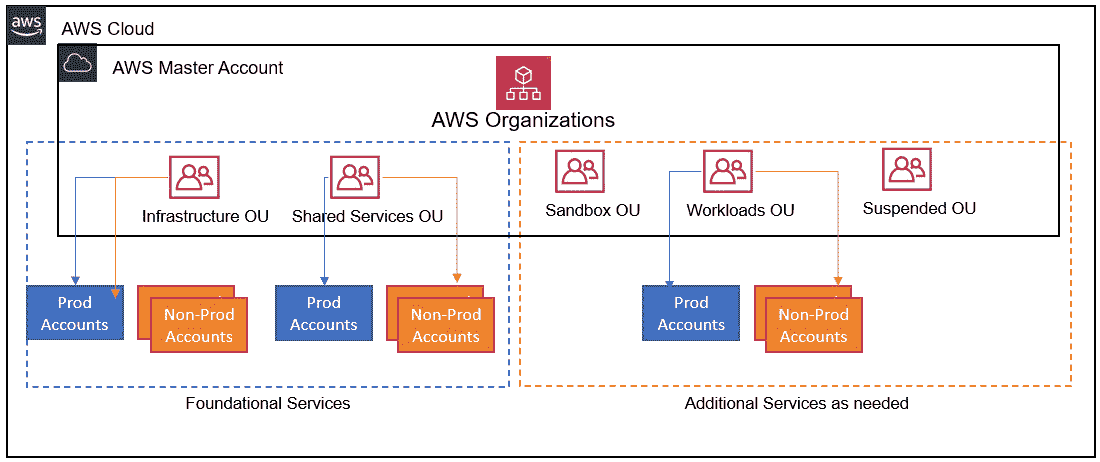 aws
AWS Cloud
AWS Master Account
AWS Organizations
Infrastructure OU
Shared Services OU
Sandbox OU
Workloads OU
Suspended OU
Prod
Accounts
Non-Prod
Accounts
Prod
Accounts
Non-Prod
Accounts
Prod
Accounts
Non-Prod
Accounts
Foundational Services
Additional Services as needed